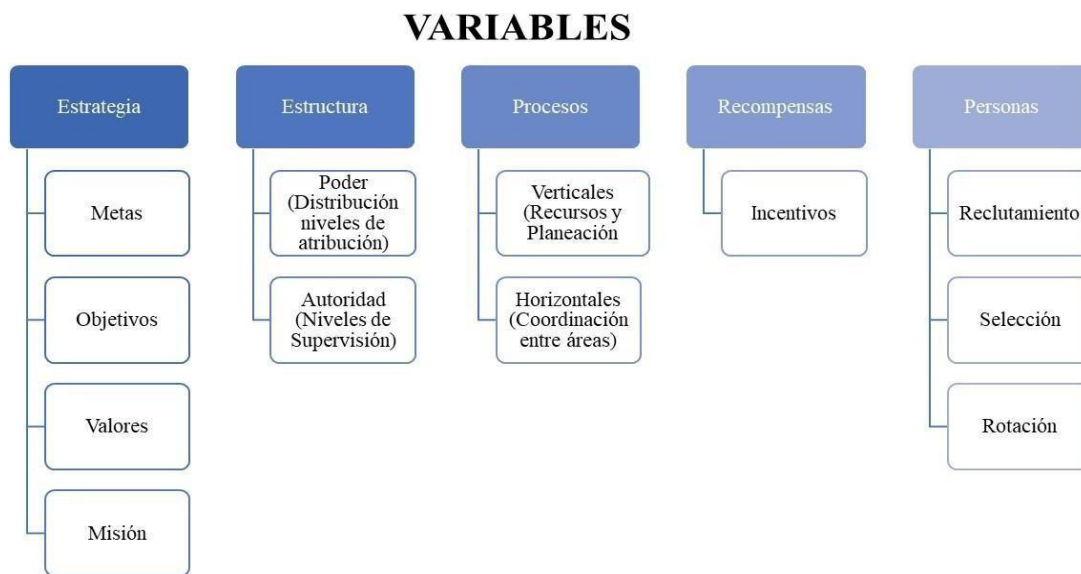 VARIABLES
Estrategia
Metas
Objetivos
Valores
Misión
Estructura
Poder
(Distribución
niveles de
atribución)
Autoridad
(Niveles de
Supervisión)
Procesos
Verticales
(Recursos y
Planeación
Horizontales
(Coordinación
entre áreas)
Recompensas
Incentivos
Personas
Reclutamiento
Selección
Rotación